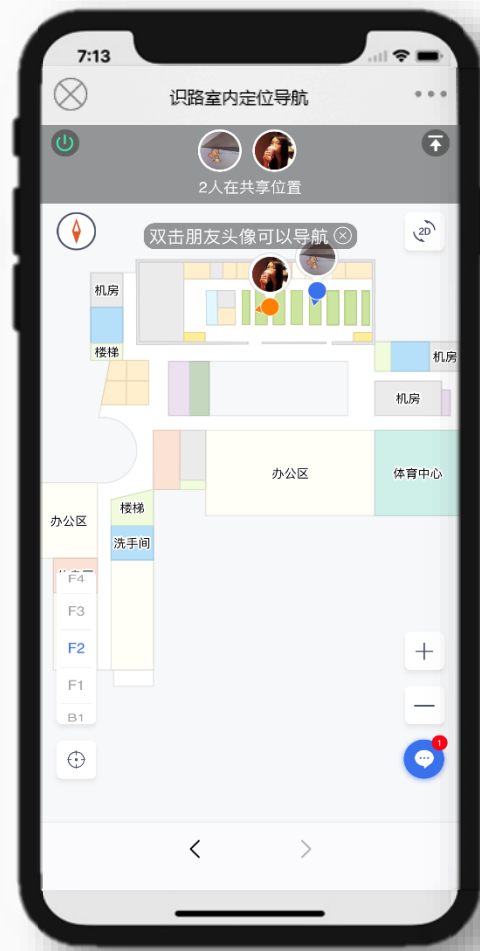 7:13
识路室内定位导航
2人在共享位置
双击朋友头像可以导航
2D
机房
楼梯
机房
机房
办公区
体育中心
办公区
楼梯
洗手间
F4
F3
F2
F1
B1
1